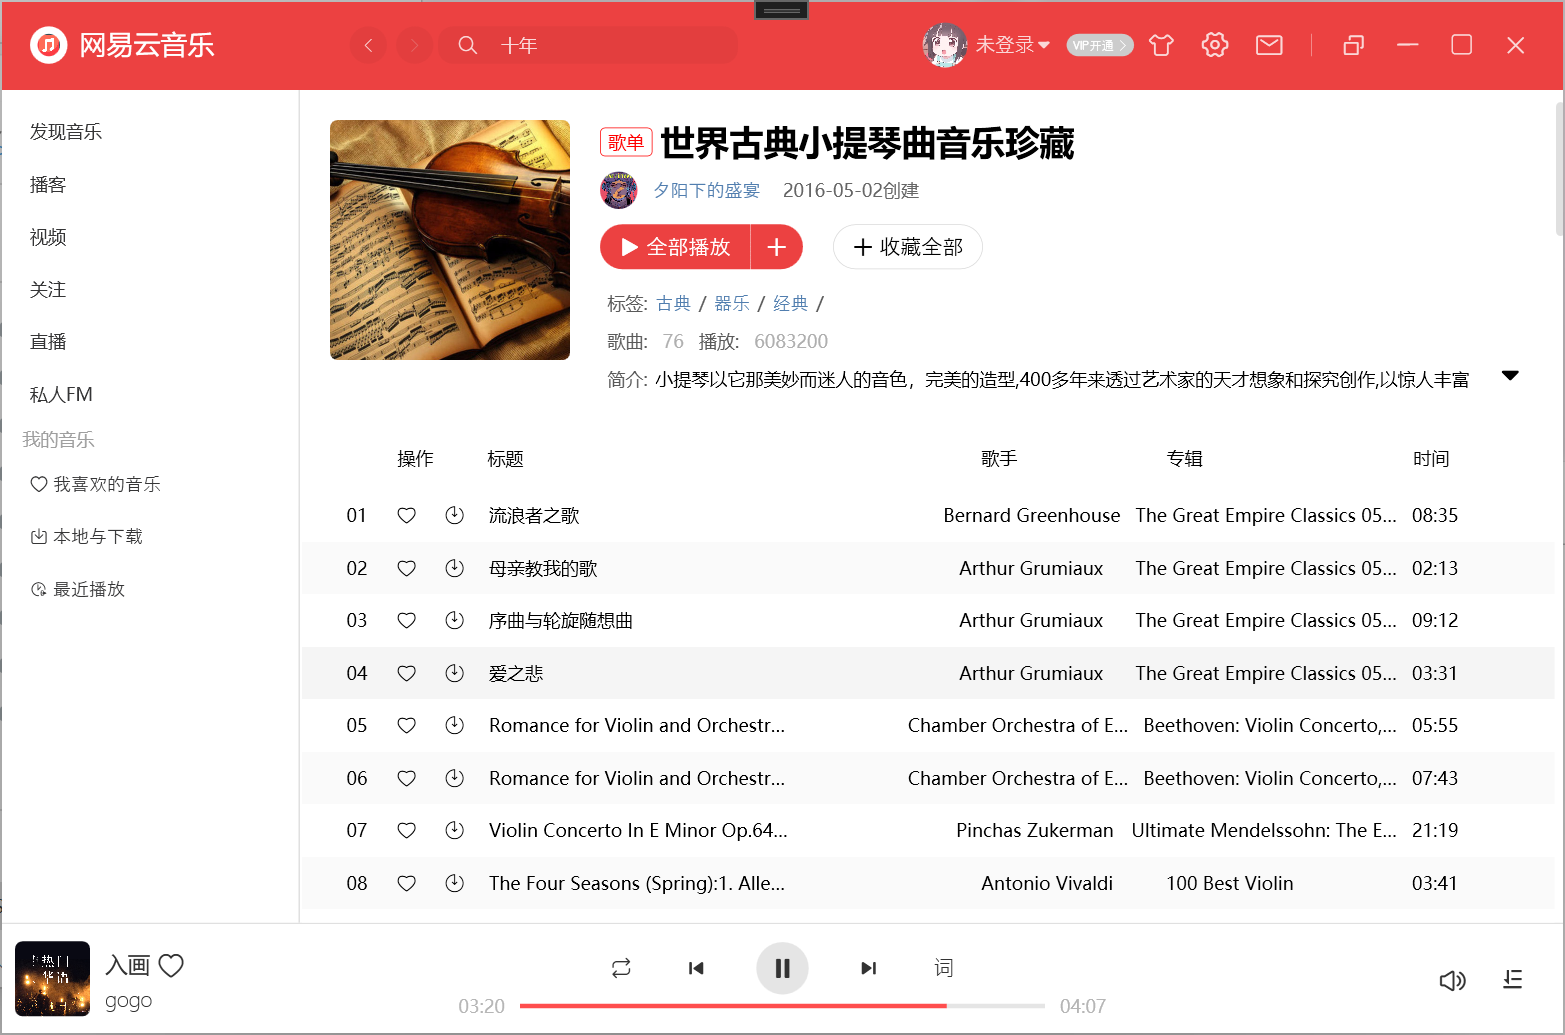 网易云音乐
十年
未登录
VIP开通
发现音乐
播客
视频
关注
直播
私人FM
我的音乐
我喜欢的音乐
本地与下载
最近播放
歌单 世界古典小提琴曲音乐珍藏
夕阳下的盛宴 2016-05-02创建
全部播放 收藏全部
标签: 古典 / 器乐 / 经典 /
歌曲: 76 播放: 6083200
简介: 小提琴以它那美妙而迷人的音色，完美的造型,400多年来透过艺术家的天才想象和探究创作,以惊人丰富
操作 标题 歌手 专辑 时间
01 流浪者之歌 Bernard Greenhouse The Great Empire Classics 05... 08:35
02 母亲教我的歌 Arthur Grumiaux The Great Empire Classics 05... 02:13
03 序曲与轮旋随想曲 Arthur Grumiaux The Great Empire Classics 05... 09:12
04 爱之悲 Arthur Grumiaux The Great Empire Classics 05... 03:31
05 Romance for Violin and Orchestr... Chamber Orchestra of E... Beethoven: Violin Concerto,... 05:55
06 Romance for Violin and Orchestr... Chamber Orchestra of E... Beethoven: Violin Concerto,... 07:43
07 Violin Concerto In E Minor Op.64... Pinchas Zukerman Ultimate Mendelssohn: The E... 21:19
08 The Four Seasons (Spring):1. Alle... Antonio Vivaldi 100 Best Violin 03:41
入画
gogo
词
03:20 04:07